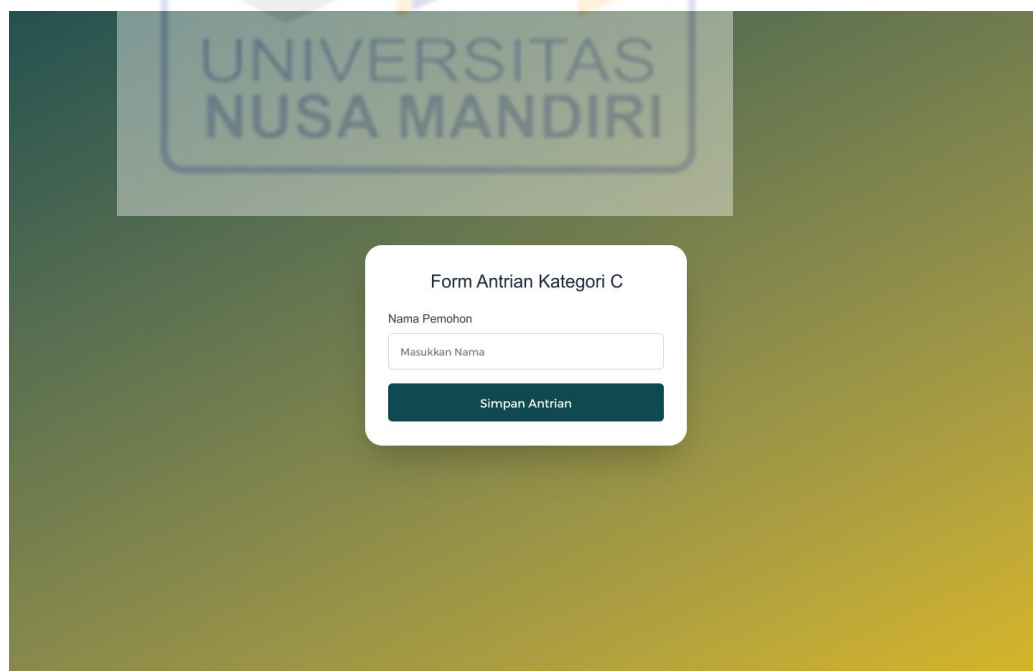 UNIVERSITAS
NUSA MANDIRI
Form Antrian Kategori C
Nama Pemohon
Masukkan Nama
Simpan Antrian